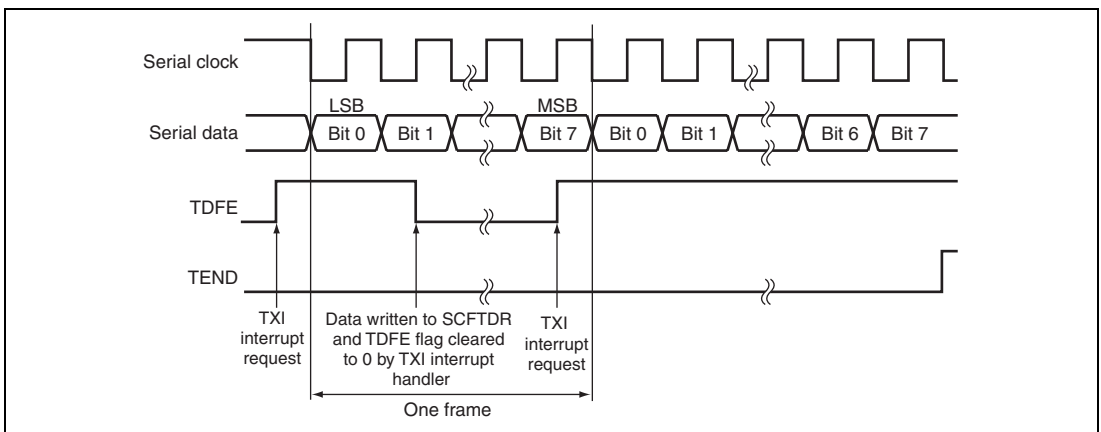 Serial clock
LSB
MSB
Serial data
Bit 0
Bit 1
Bit 7
Bit 0
Bit 1
Bit 6
Bit 7
TDFE
TEND
TXI
interrupt
request
Data written to SCFTDR
and TDFE flag cleared
to 0 by TXI interrupt
handler
TXI
interrupt
request
One frame